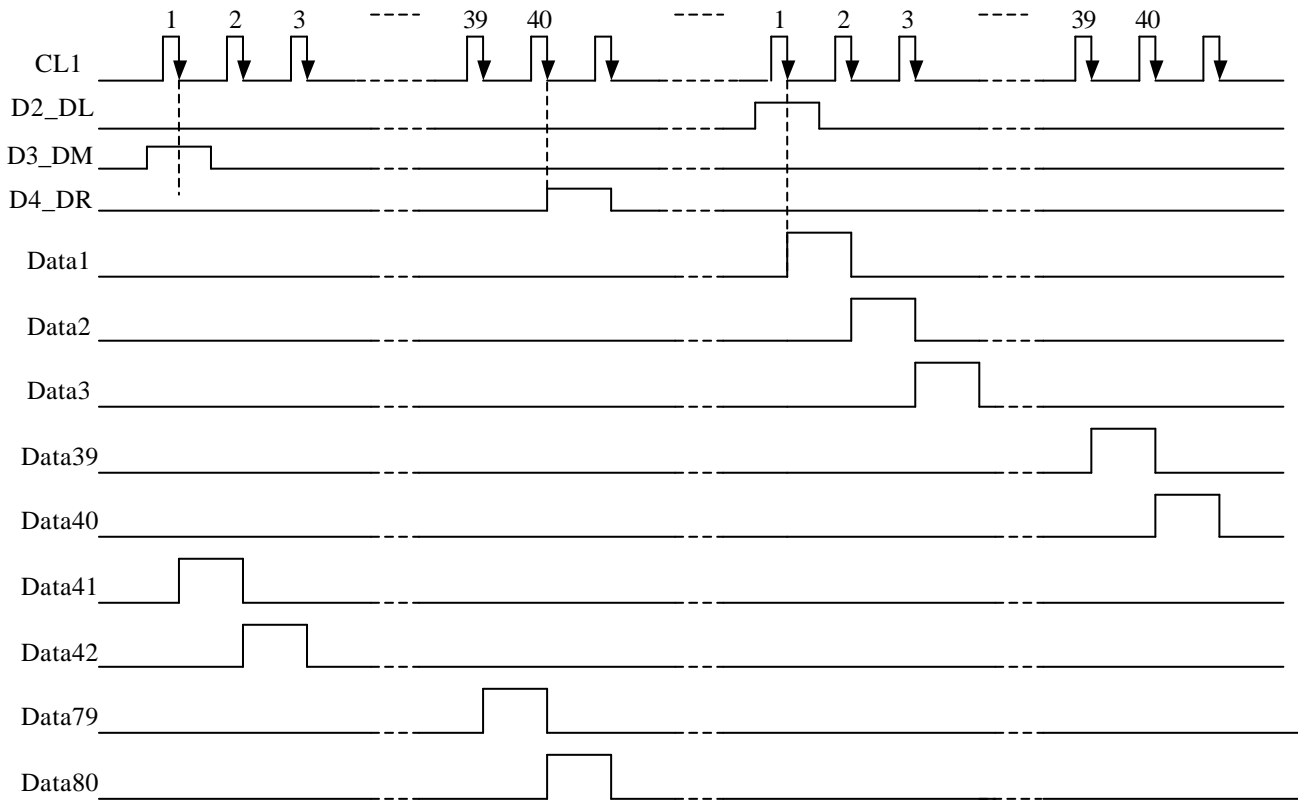 1 2 3 39 40 1 2 3 39 40
CL1
D2_DL
D3_DM
D4_DR
Data1
Data2
Data3
Data39
Data40
Data41
Data42
Data79
Data80